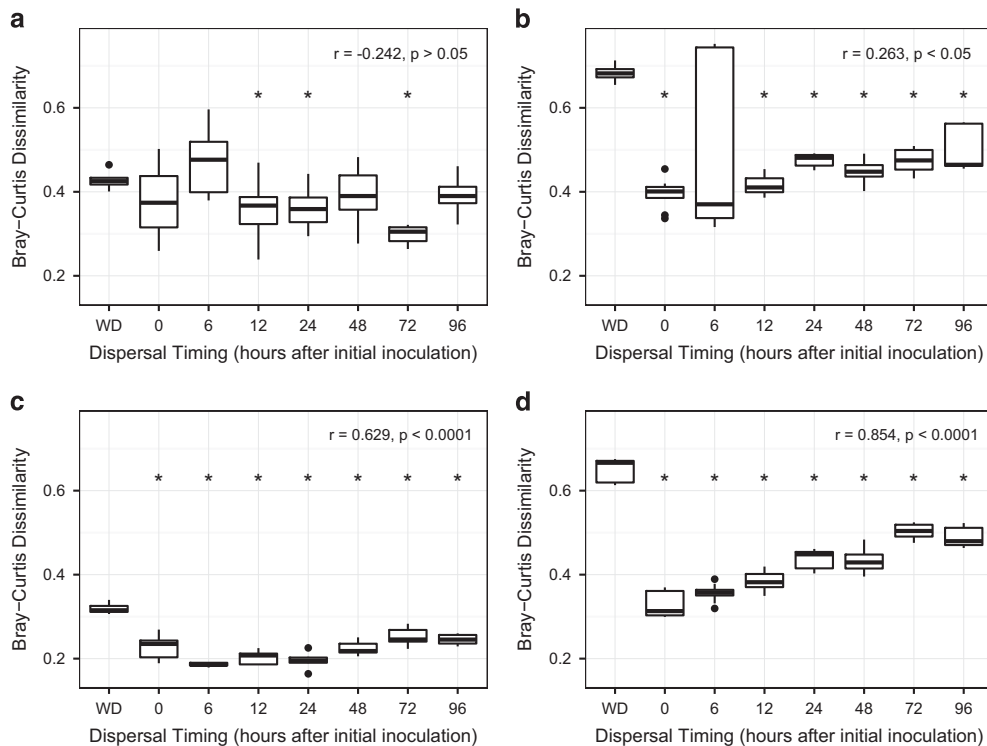 a
r = -0.242, p > 0.05
* * *
0.6
0.4
0.2
Bray−Curtis Dissimilarity
WD 0 6 12 24 48 72 96
Dispersal Timing (hours after initial inoculation)
b
r = 0.263, p < 0.05
* * * * * *
0.6
0.4
0.2
Bray−Curtis Dissimilarity
WD 0 6 12 24 48 72 96
Dispersal Timing (hours after initial inoculation)
c
r = 0.629, p < 0.0001
* * * * * * *
0.6
0.4
0.2
Bray−Curtis Dissimilarity
WD 0 6 12 24 48 72 96
Dispersal Timing (hours after initial inoculation)
d
r = 0.854, p < 0.0001
* * * * * * *
0.6
0.4
0.2
Bray−Curtis Dissimilarity
WD 0 6 12 24 48 72 96
Dispersal Timing (hours after initial inoculation)